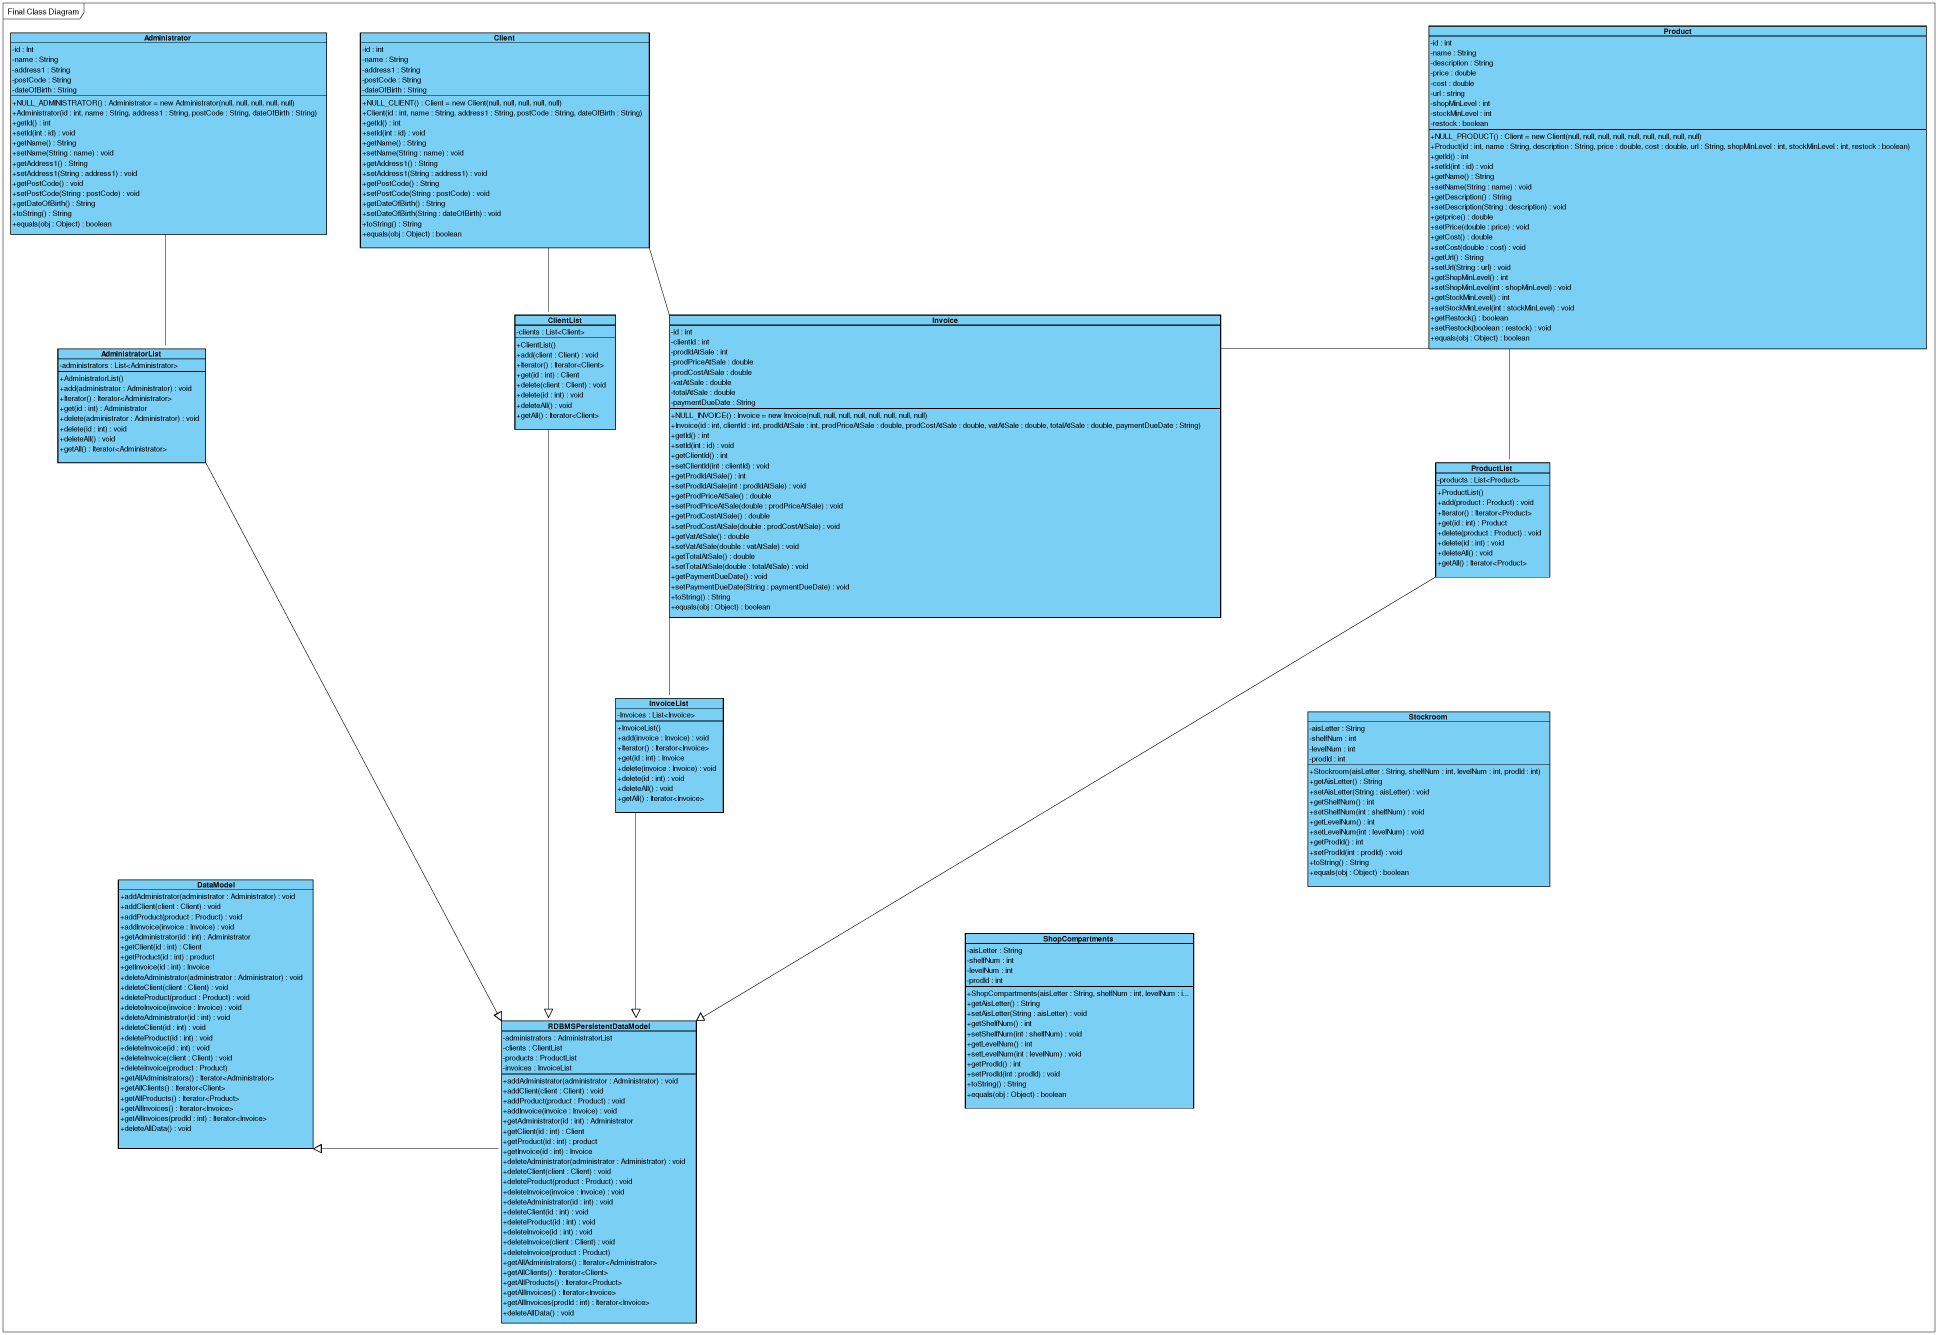 Final Class Diagram
Administrator
-id : Int
-name : String
-address1 : String
-postCode : String
-dateOfBirth : String
+NULL_ADMINISTRATOR() : Administrator = new Administrator(null, null, null, null, null)
+Administrator(id : int, name : String, address1 : String, postCode : String, dateOfBirth : String)
+getId() : int
+setId(int : id) : void
+getName() : String
+setName(String : name) : void
+getAddress1() : String
+setAddress1(String : address1) : void
+getPostCode() : void
+setPostCode(String : postCode) : void
+getDateOfBirth() : String
+toString() : String
+equals(obj : Object) : boolean
Client
-id : int
-name : String
-address1 : String
-postCode : String
-dateOfBirth : String
+NULL_CLIENT() : Client = new Client(null, null, null, null, null)
+Client(id : int, name : String, address1 : String, postCode : String, dateOfBirth : String)
+getId() : int
+setId(int : id) : void
+getName() : String
+setName(String : name) : void
+getAddress1() : String
+setAddress1(String : address1) : void
+getPostCode() : String
+setPostCode(String : postCode) : void
+getDateOfBirth() : String
+setDateOfBirth(String : dateOfBirth) : void
+toString() : String
+equals(obj : Object) : boolean
Product
-id : int
-name : String
-description : String
-price : double
-cost : double
-url : string
-shopMinLevel : int
-stockMinLevel : int
-restock : boolean
+NULL_PRODUCT() : Client = new Client(null, null, null, null, null, null, null, null, null)
+Product(id : int, name : String, description : String, price : double, cost : double, url : String, shopMinLevel : int, stockMinLevel : int, restock : boolean)
+getId() : int
+setId(int : id) : void
+getName() : String
+setName(String : name) : void
+getDescription() : String
+setDescription(String : description) : void
+getprice() : double
+setPrice(double : price) : void
+getCost() : double
+setCost(double : cost) : void
+getUrl() : String
+setUrl(String : url) : void
+getShopMinLevel() : int
+setShopMinLevel(int : shopMinLevel) : void
+getStockMinLevel() : int
+setStockMinLevel(int : stockMinLevel) : void
+getRestock() : boolean
+setRestock(boolean : restock) : void
+equals(obj : Object) : boolean
AdministratorList
-administrators : List<Administrator>
+AdministratorList()
+add(administrator : Administrator) : void
+Iterator() : Iterator<Administrator>
+get(id : int) : Administrator
+delete(administrator : Administrator) : void
+delete(id : int) : void
+deleteAll() : void
+getAll() : Iterator<Administrator>
ClientList
-clients : List<Client>
+ClientList()
+add(client : Client) : void
+Iterator() : Iterator<Client>
+get(id : int) : Client
+delete(client : Client) : void
+delete(id : int) : void
+deleteAll() : void
+getAll() : Iterator<Client>
Invoice
-id : int
-clientId : int
-prodIdAtSale : int
-prodPriceAtSale : double
-prodCostAtSale : double
-vatAtSale : double
-totalAtSale : double
-paymentDueDate : String
+NULL_INVOICE() : Invoice = new Invoice(null, null, null, null, null, null, null, null)
+Invoice(id : int, clientId : int, prodIdAtSale : int, prodPriceAtSale : double, prodCostAtSale : double, vatAtSale : double, totalAtSale : double, paymentDueDate : String)
+getId() : int
+setId(int : id) : void
+getClientId() : int
+setClientId(int : clientId) : void
+getProdIdAtSale() : int
+setProdIdAtSale(int : prodIdAtSale) : void
+getProdPriceAtSale() : double
+setProdPriceAtSale(double : prodPriceAtSale) : void
+getProdCostAtSale() : double
+setProdCostAtSale(double : prodCostAtSale) : void
+getVatAtSale() : double
+setVatAtSale(double : vatAtSale) : void
+getTotalAtSale() : double
+setTotalAtSale(double : totalAtSale) : void
+getPaymentDueDate() : void
+setPaymentDueDate(String : paymentDueDate) : void
+toString() : String
+equals(obj : Object) : boolean
ProductList
-products : List<Product>
+ProductList()
+add(product : Product) : void
+Iterator() : Iterator<Product>
+get(id : int) : Product
+delete(product : Product) : void
+delete(id : int) : void
+deleteAll() : void
+getAll() : Iterator<Product>
InvoiceList
-Invoices : List<Invoice>
+InvoiceList()
+add(invoice : Invoice) : void
+Iterator() : Iterator<Invoice>
+get(id : int) : Invoice
+delete(invoice : Invoice) : void
+delete(id : int) : void
+deleteAll() : void
+getAll() : Iterator<Invoice>
Stockroom
-aisLetter : String
-shelfNum : int
-levelNum : int
-prodId : int
+Stockroom(aisLetter : String, shelfNum : int, levelNum : int, prodId : int)
+getAisLetter() : String
+setAisLetter(String : aisLetter) : void
+getShelfNum() : int
+setShelfNum(int : shelfNum) : void
+getLevelNum() : int
+setLevelNum(int : levelNum) : void
+getProdId() : int
+setProdId(int : prodId) : void
+toString() : String
+equals(obj : Object) : boolean
DataModel
+addAdministrator(administrator : Administrator) : void
+addClient(client : Client) : void
+addProduct(product : Product) : void
+addInvoice(invoice : Invoice) : void
+getAdministrator(id : int) : Administrator
+getClient(id : int) : Client
+getProduct(id : int) : product
+getInvoice(id : int) : Invoice
+deleteAdministrator(administrator : Administrator) : void
+deleteClient(client : Client) : void
+deleteProduct(product : Product) : void
+deleteInvoice(invoice : Invoice) : void
+deleteAdministrator(id : int) : void
+deleteClient(id : int) : void
+deleteProduct(id : int) : void
+deleteInvoice(id : int) : void
+deleteInvoice(client : Client) : void
+deleteInvoice(product : Product)
+getAllAdministrators() : Iterator<Administrator>
+getAllClients() : Iterator<Client>
+getAllProducts() : Iterator<Product>
+getAllInvoices() : Iterator<Invoice>
+getAllInvoices(prodId : int) : Iterator<Invoice>
+deleteAllData() : void
ShopCompartments
-aisLetter : String
-shelfNum : int
-levelNum : int
-prodId : int
+ShopCompartments(aisLetter : String, shelfNum : int, levelNum : i...
+getAisLetter() : String
+setAisLetter(String : aisLetter) : void
+getShelfNum() : int
+setShelfNum(int : shelfNum) : void
+getLevelNum() : int
+setLevelNum(int : levelNum) : void
+getProdId() : int
+setProdId(int : prodId) : void
+toString() : String
+equals(obj : Object) : boolean
RDBMSPersistentDataModel
-administrators : AdministratorList
-clients : ClientList
-products : ProductList
-invoices : InvoiceList
+addAdministrator(administrator : Administrator) : void
+addClient(client : Client) : void
+addProduct(product : Product) : void
+addInvoice(invoice : Invoice) : void
+getAdministrator(id : int) : Administrator
+getClient(id : int) : Client
+getProduct(id : int) : product
+getInvoice(id : int) : Invoice
+deleteAdministrator(administrator : Administrator) : void
+deleteClient(client : Client) : void
+deleteProduct(product : Product) : void
+deleteInvoice(invoice : Invoice) : void
+deleteAdministrator(id : int) : void
+deleteClient(id : int) : void
+deleteProduct(id : int) : void
+deleteInvoice(id : int) : void
+deleteInvoice(client : Client) : void
+deleteInvoice(product : Product)
+getAllAdministrators() : Iterator<Administrator>
+getAllClients() : Iterator<Client>
+getAllProducts() : Iterator<Product>
+getAllInvoices() : Iterator<Invoice>
+getAllInvoices(prodId : int) : Iterator<Invoice>
+deleteAllData() : void